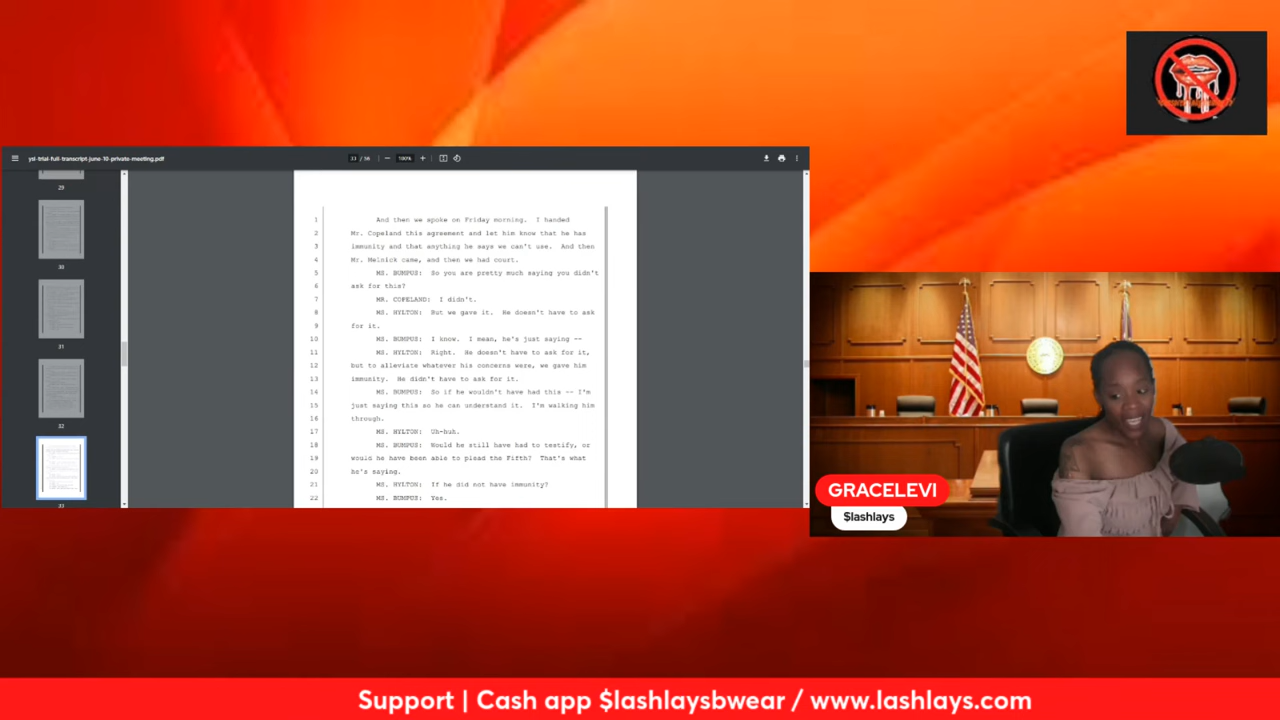 ysl-trial-full-transcript-june-10-private-meeting.pdf
33 / 56
100%
29
30
31
32
33
1 And then we spoke on Friday morning. I handed
2 Mr. Copeland this agreement and let him know that he has
3 immunity and that anything he says we can't use. And then
4 Mr. Melnick came, and then we had court.
5 MS. BUMPUS: So you are pretty much saying you didn't
6 ask for this?
7 MR. COPELAND: I didn't.
8 MS. HYLTON: But we gave it. He doesn't have to ask
9 for it.
10 MS. BUMPUS: I know. I mean, he's just saying --
11 MS. HYLTON: Right. He doesn't have to ask for it,
12 but to alleviate whatever his concerns were, we gave him
13 immunity. He didn't have to ask for it.
14 MS. BUMPUS: So if he wouldn't have had this -- I'm
15 just saying this so he can understand it. I'm walking him
16 through.
17 MS. HYLTON: Uh-huh.
18 MS. BUMPUS: Would he still have had to testify, or
19 would he have been able to plead the Fifth? That's what
20 he's saying.
21 MS. HYLTON: If he did not have immunity?
22 MS. BUMPUS: Yes.
GRACELEVI
$lashlays
Support | Cash app $lashlaysbwear / www.lashlays.com